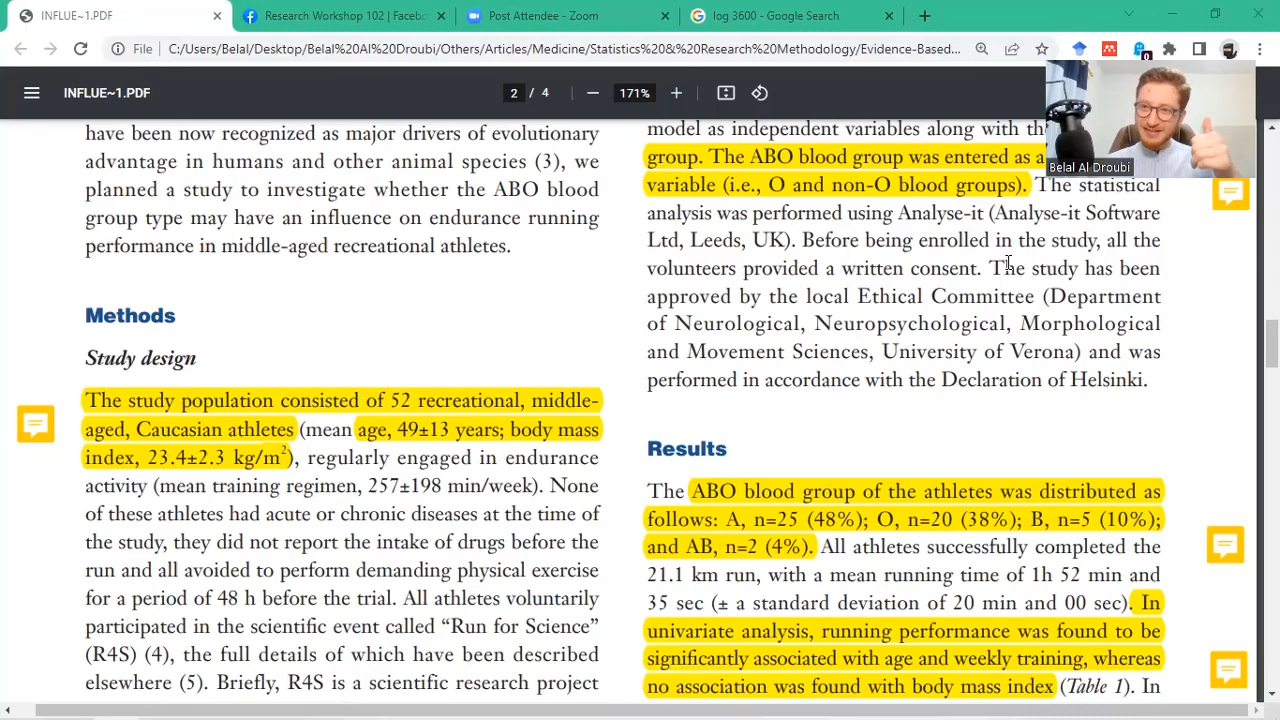 INFLUE~1.PDF
Research Workshop 102 | Facebo
Post Attendee - Zoom
log 3600 - Google Search
File
C:/Users/Belal/Desktop/Belal%20Al%20Droubi/Others/Articles/Medicine/Statistics%20&%20Research%20Methodology/Evidence-Based...
INFLUE~1.PDF
2 / 4
171%
Belal Al Droubi
have been now recognized as major drivers of evolutionary
advantage in humans and other animal species (3), we
planned a study to investigate whether the ABO blood
group type may have an influence on endurance running
performance in middle-aged recreational athletes.
Methods
Study design
The study population consisted of 52 recreational, middle-
aged, Caucasian athletes (mean age, 49±13 years; body mass
index, 23.4±2.3 kg/m²), regularly engaged in endurance
activity (mean training regimen, 257±198 min/week). None
of these athletes had acute or chronic diseases at the time of
the study, they did not report the intake of drugs before the
run and all avoided to perform demanding physical exercise
for a period of 48 h before the trial. All athletes voluntarily
participated in the scientific event called “Run for Science”
(R4S) (4), the full details of which have been described
elsewhere (5). Briefly, R4S is a scientific research project
model as independent variables along with the
group. The ABO blood group was entered as a
variable (i.e., O and non-O blood groups). The statistical
analysis was performed using Analyse-it (Analyse-it Software
Ltd, Leeds, UK). Before being enrolled in the study, all the
volunteers provided a written consent. The study has been
approved by the local Ethical Committee (Department
of Neurological, Neuropsychological, Morphological
and Movement Sciences, University of Verona) and was
performed in accordance with the Declaration of Helsinki.
Results
The ABO blood group of the athletes was distributed as
follows: A, n=25 (48%); O, n=20 (38%); B, n=5 (10%);
and AB, n=2 (4%). All athletes successfully completed the
21.1 km run, with a mean running time of 1h 52 min and
35 sec (± a standard deviation of 20 min and 00 sec). In
univariate analysis, running performance was found to be
significantly associated with age and weekly training, whereas
no association was found with body mass index (Table 1). In